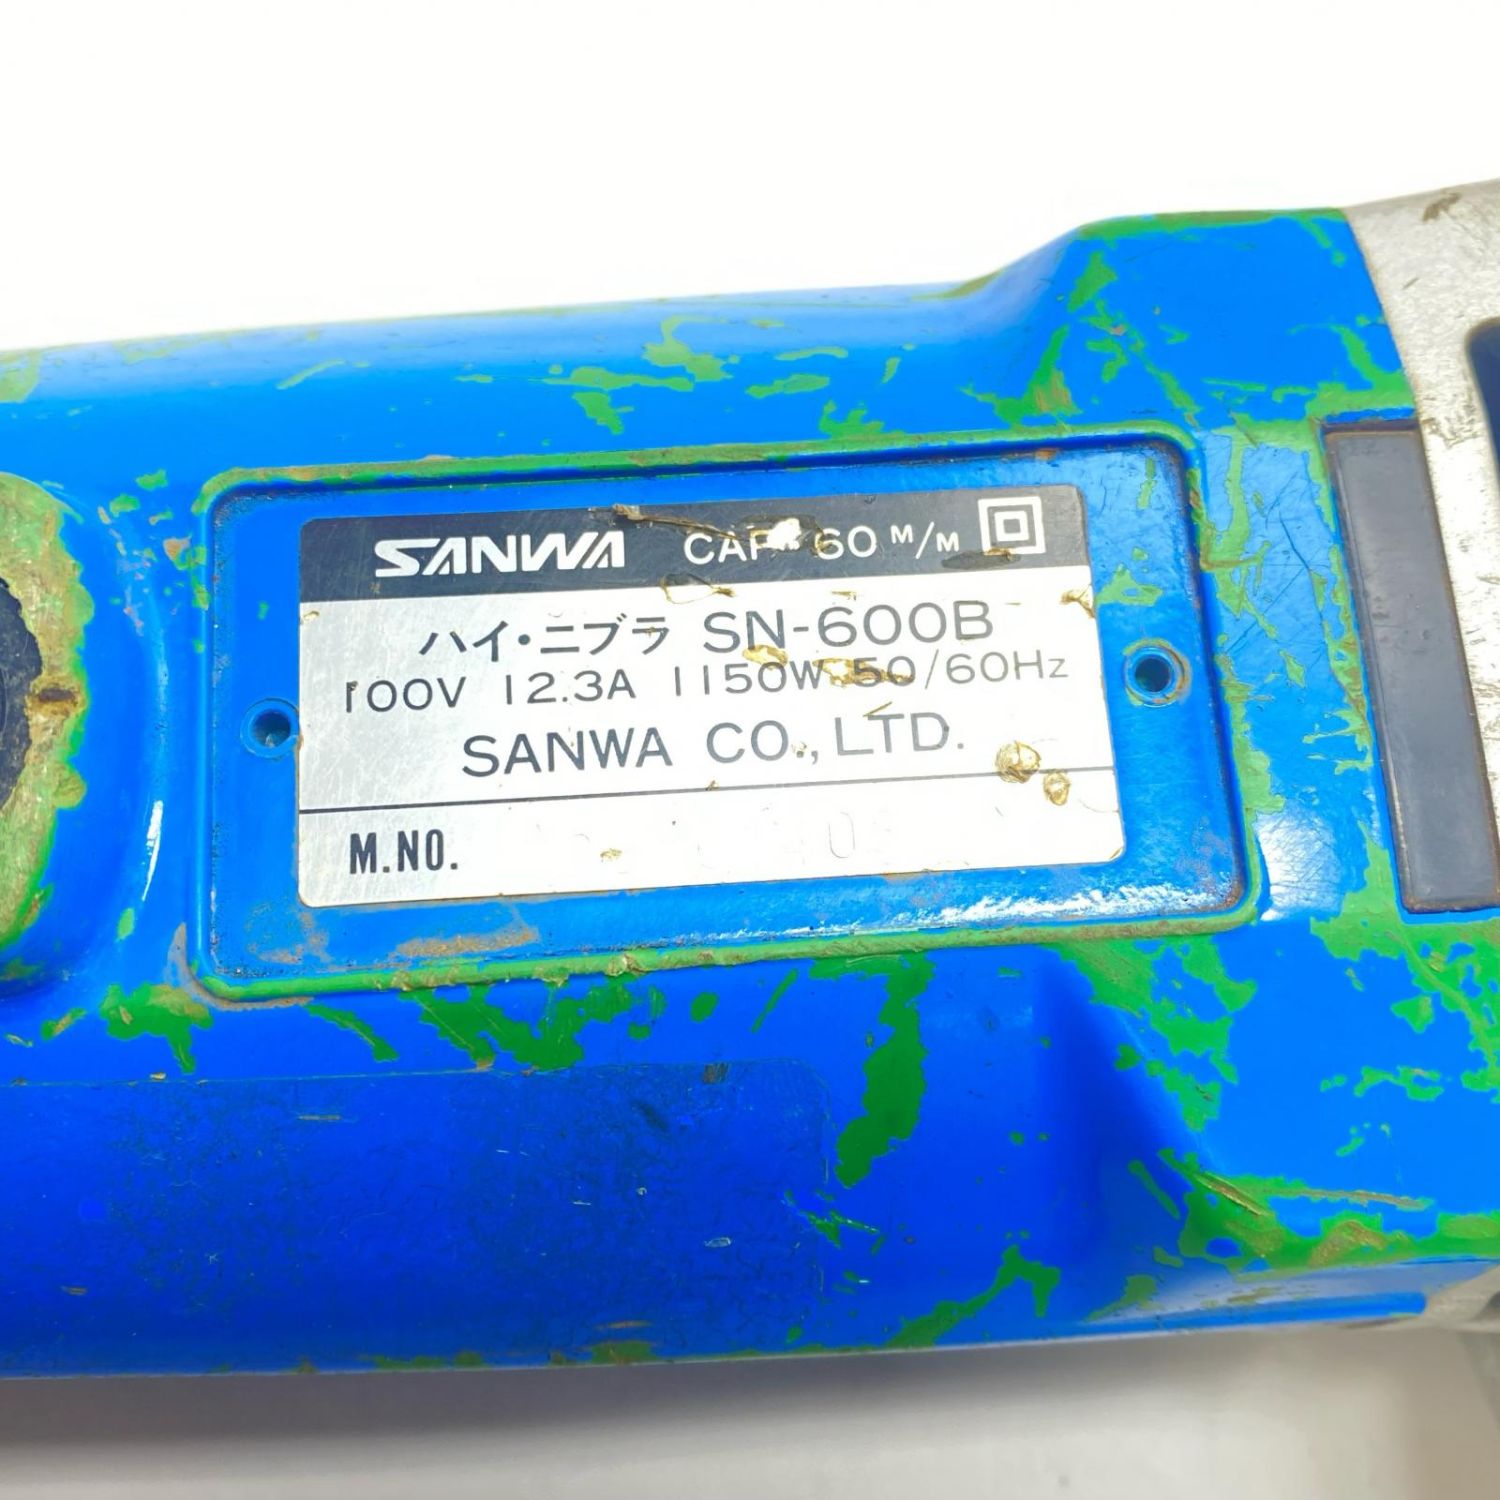 SANWA CAP. 60 M/M
ハイ・ニブラ SN-600B
100V 12.3A 1150W 50/60Hz
SANWA CO., LTD.
M.NO.